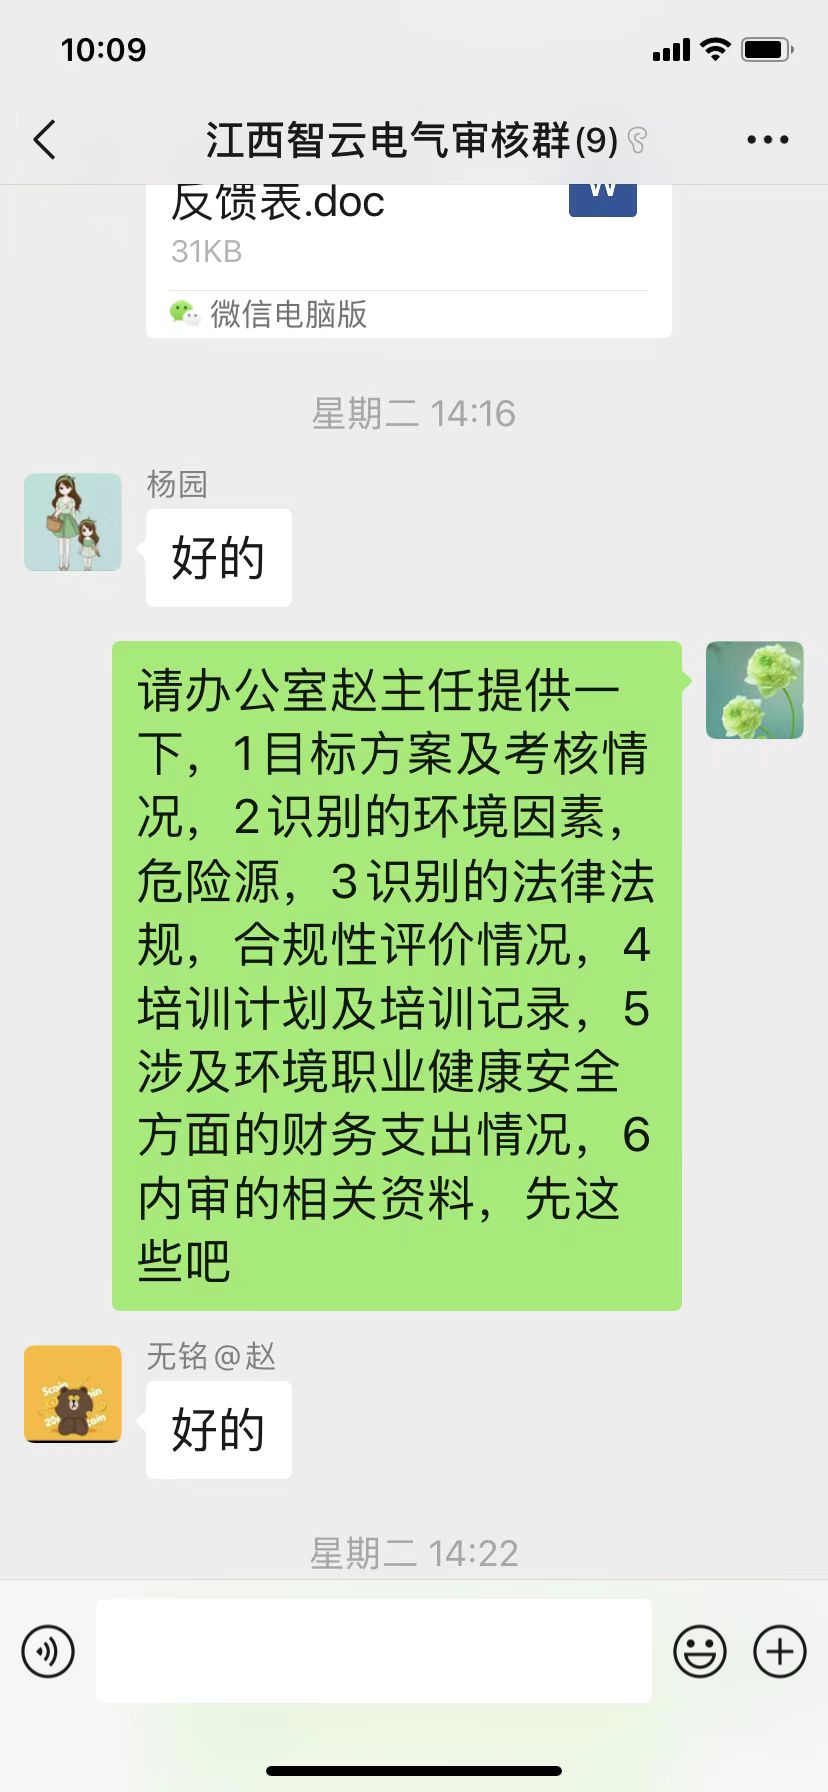 10:09
江西智云电气审核群(9)
反馈表.doc
W
31KB
微信电脑版
星期二 14:16
杨园
好的
请办公室赵主任提供一
下，1目标方案及考核情
况，2识别的环境因素，
危险源，3识别的法律法
规，合规性评价情况，4
培训计划及培训记录，5
涉及环境职业健康安全
方面的财务支出情况，6
内审的相关资料，先这
些吧
无铭@赵
好的
星期二 14:22